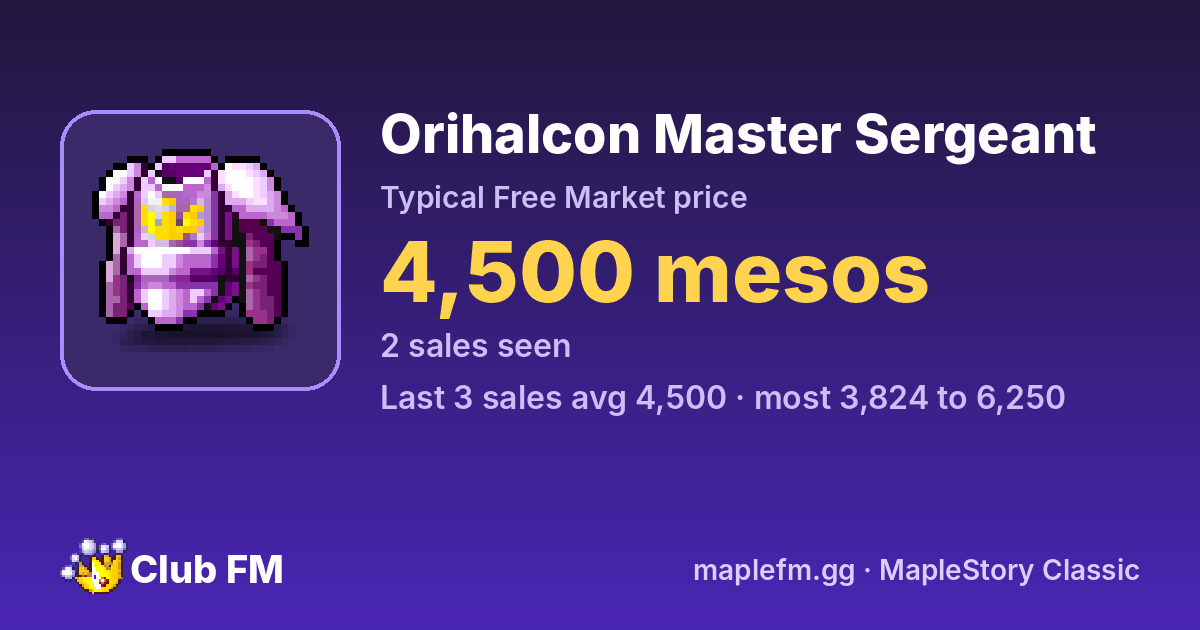 Orihalcon Master Sergeant
Typical Free Market price
4,500 mesos
2 sales seen
Last 3 sales avg 4,500 · most 3,824 to 6,250
Club FM
maplefm.gg · MapleStory Classic